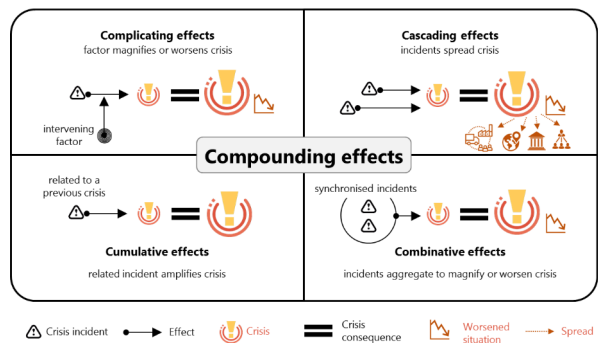 Complicating effects
factor magnifies or worsens crisis
intervening
factor
Cascading effects
incidents spread crisis
Compounding effects
related to a
previous crisis
Cumulative effects
related incident amplifies crisis
synchronised incidents
Combinative effects
incidents aggregate to magnify or worsen crisis
Crisis incident
Effect
Crisis
Crisis
consequence
Worsened
situation
Spread